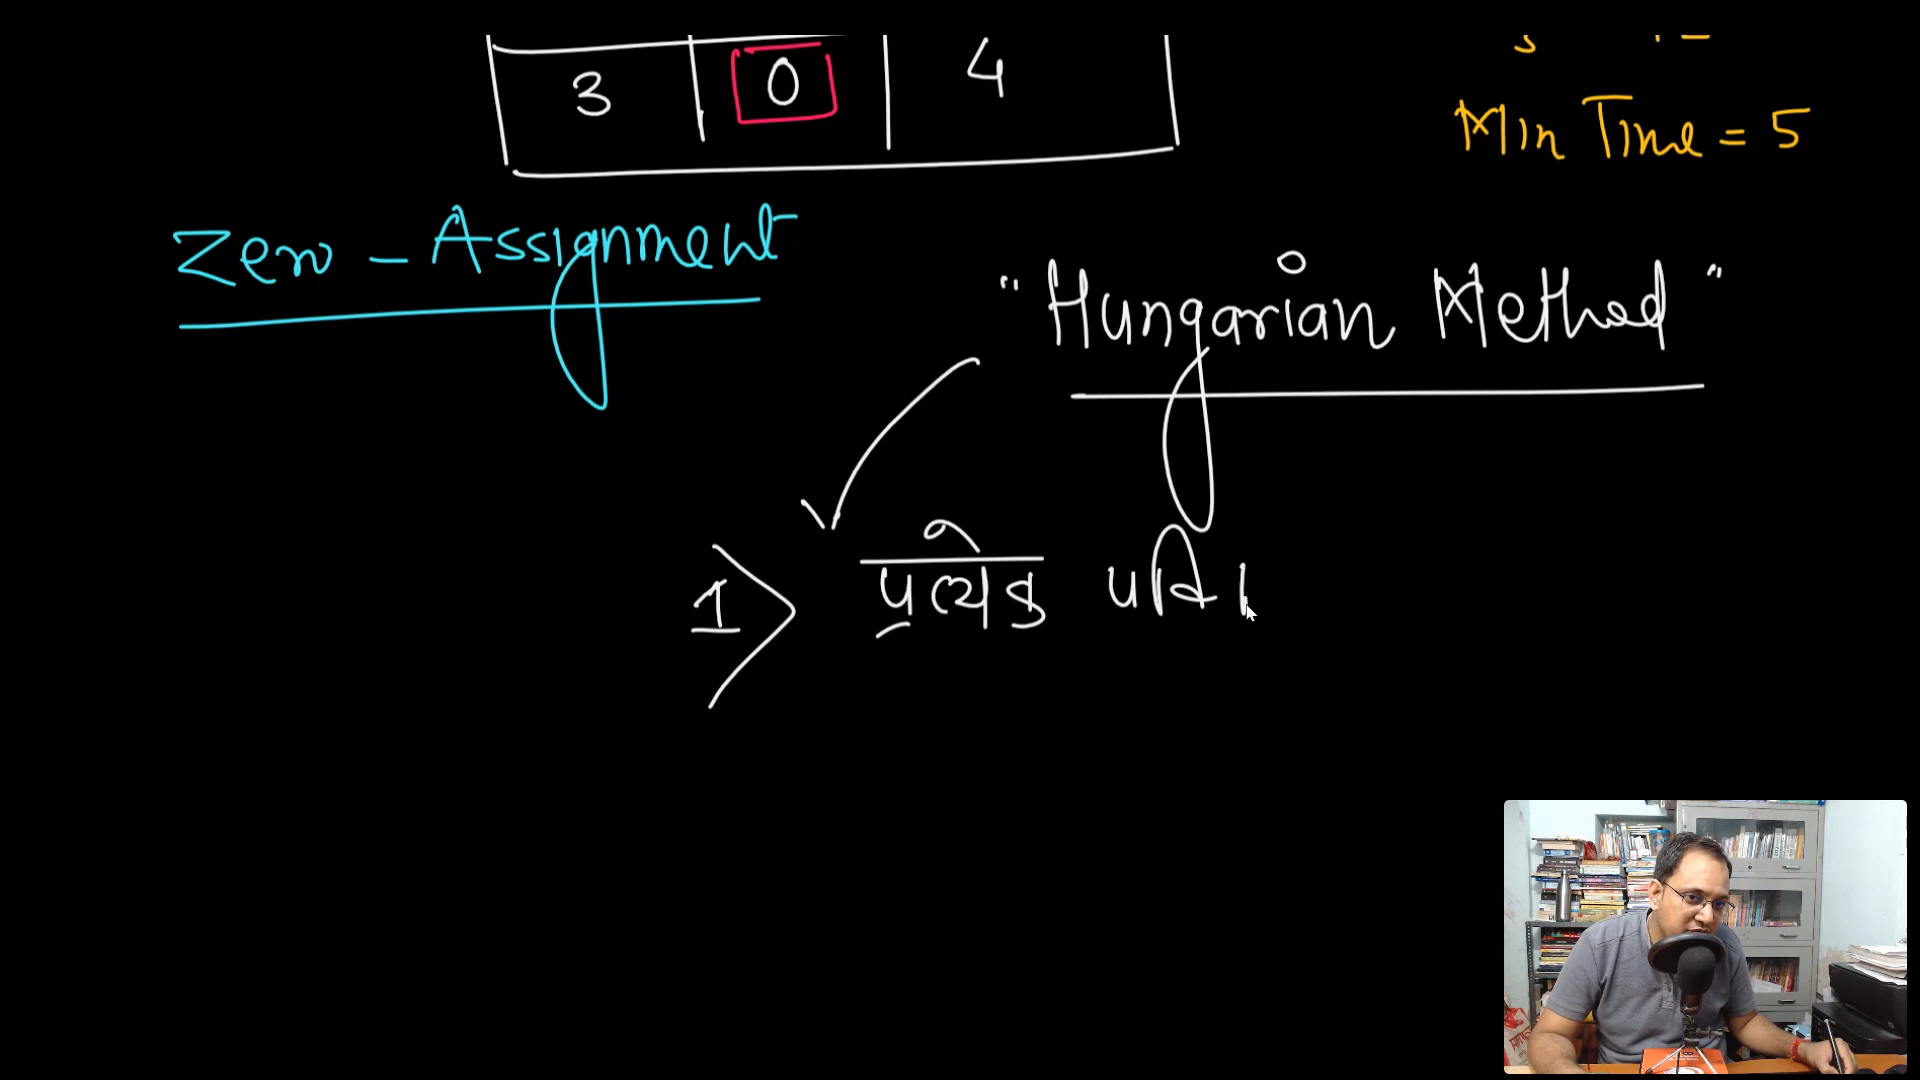 3 0 4
Min Time = 5
Zero - Assignment
"Hungarian Method"
1 प्रत्येक